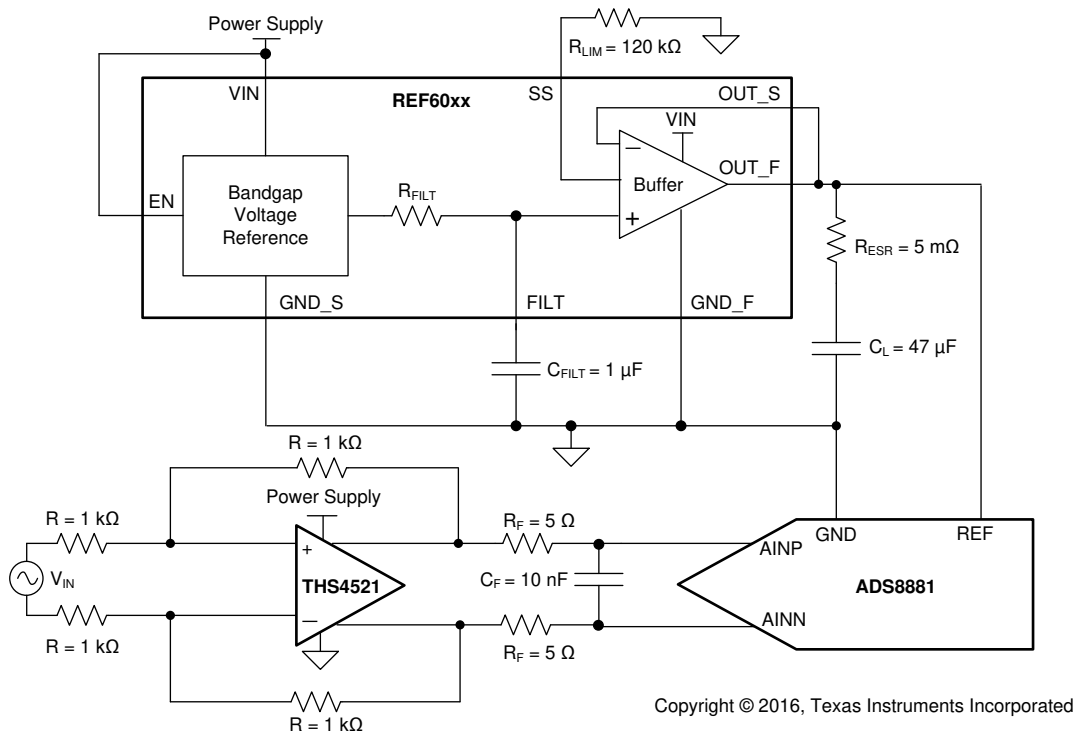 Power Supply
R_LIM = 120 kΩ
VIN
REF60xx
SS
OUT_S
VIN
OUT_F
Buffer
EN
Bandgap
Voltage
Reference
R_FILT
−
+
R_ESR = 5 mΩ
GND_S
FILT
GND_F
C_L = 47 µF
C_FILT = 1 µF
R = 1 kΩ
Power Supply
R = 1 kΩ
R_F = 5 Ω
GND
REF
AINP
+
V_IN
THS4521
C_F = 10 nF
ADS8881
−
AINN
R = 1 kΩ
R_F = 5 Ω
R = 1 kΩ
Copyright © 2016, Texas Instruments Incorporated